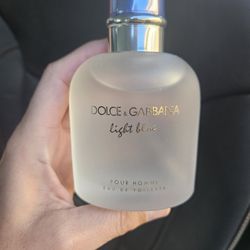 DOLCE & GABBANA
light blue
POUR HOMME
EAU DE TOILETTE